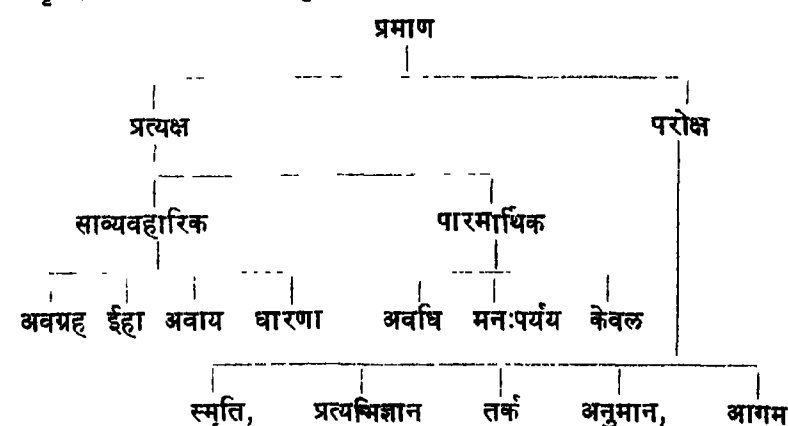 प्रमाण
प्रत्यक्ष परोक्ष
साव्यवहारिक पारमार्थिक
अवग्रह ईहा अवाय धारणा अवधि मनःपर्यय केवल
स्मृति, प्रत्यभिज्ञान तर्क अनुमान, आगम